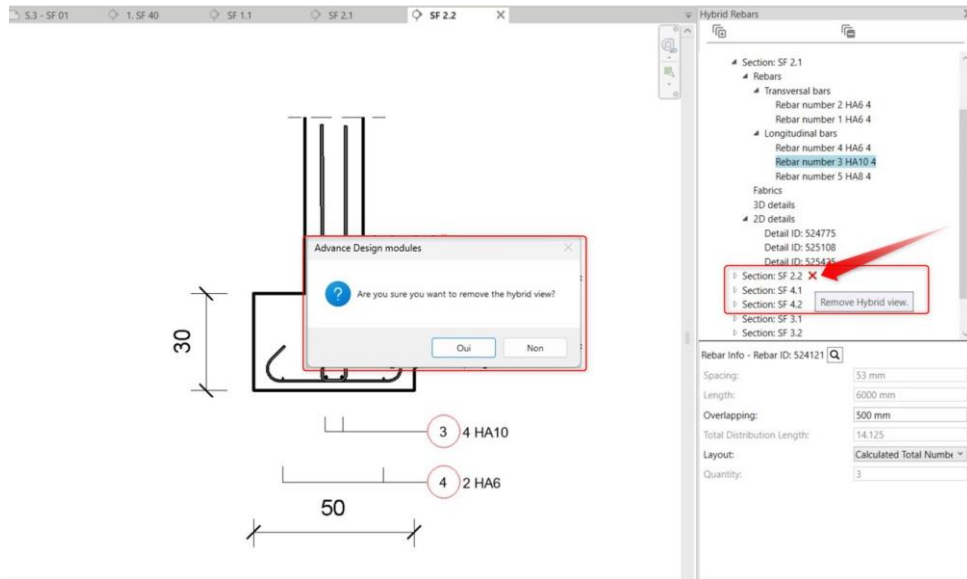 S.3 - SF 01
1. SF 40
SF 1.1
SF 2.1
SF 2.2
Hybrid Rebars
Section: SF 2.1
Rebars
Transversal bars
Rebar number 2 HA6 4
Rebar number 1 HA6 4
Longitudinal bars
Rebar number 4 HA6 4
Rebar number 3 HA10 4
Rebar number 5 HA8 4
Fabrics
3D details
2D details
Detail ID: 524775
Detail ID: 525108
Detail ID: 525425
Section: SF 2.2
Section: SF 4.1
Section: SF 4.2
Remove Hybrid view.
Section: SF 3.1
Section: SF 3.2
Advance Design modules
Are you sure you want to remove the hybrid view?
Oui
Non
30
3 4 HA10
4 2 HA6
50
Rebar Info - Rebar ID: 524121
Spacing: 53 mm
Length: 6000 mm
Overlapping: 500 mm
Total Distribution Length: 14.125
Layout: Calculated Total Numbe
Quantity: 3